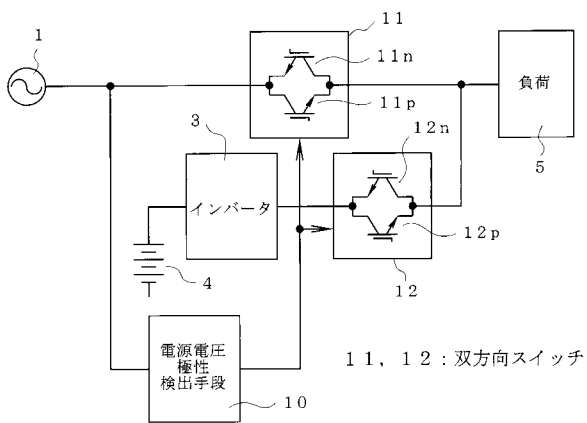 1
11
11n
11p
負荷
5
3
12n
インバータ
12p
4
12
電源電圧
極性
検出手段
10
11,12:双方向スイッチ